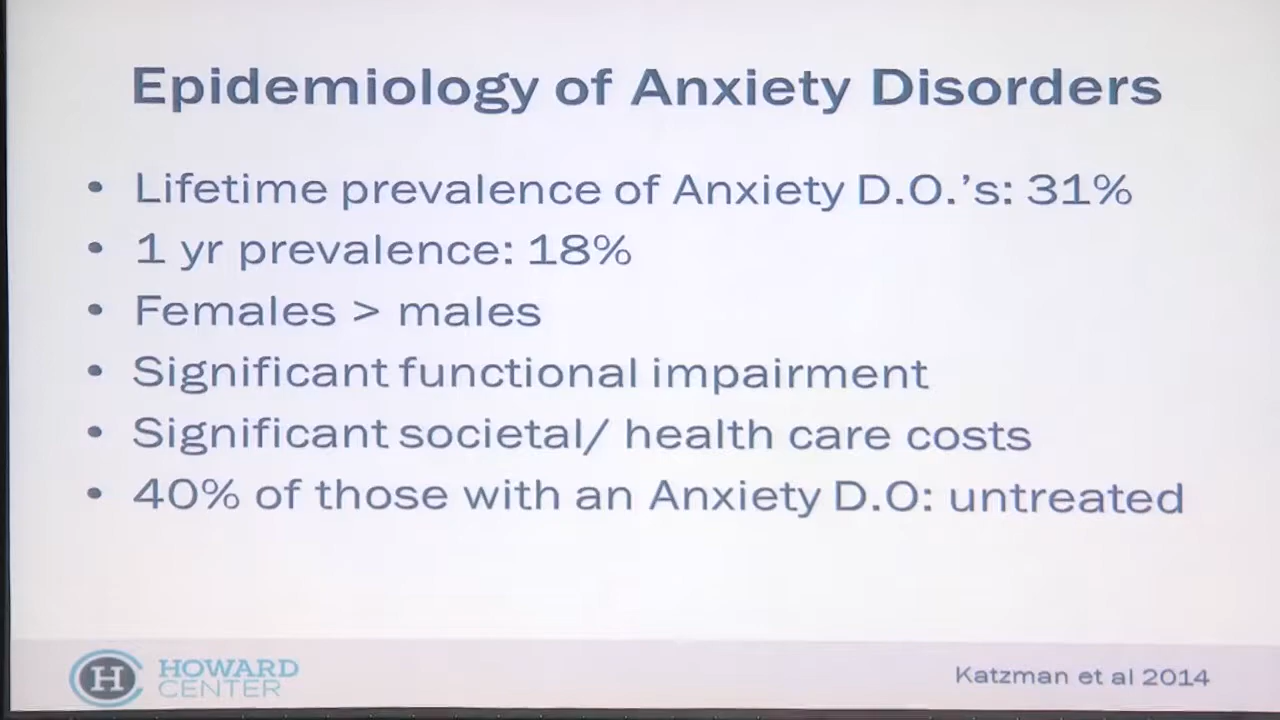 Epidemiology of Anxiety Disorders
• Lifetime prevalence of Anxiety D.O.'s: 31%
• 1 yr prevalence: 18%
• Females > males
• Significant functional impairment
• Significant societal/ health care costs
• 40% of those with an Anxiety D.O: untreated
H HOWARD
CENTER
Katzman et al 2014